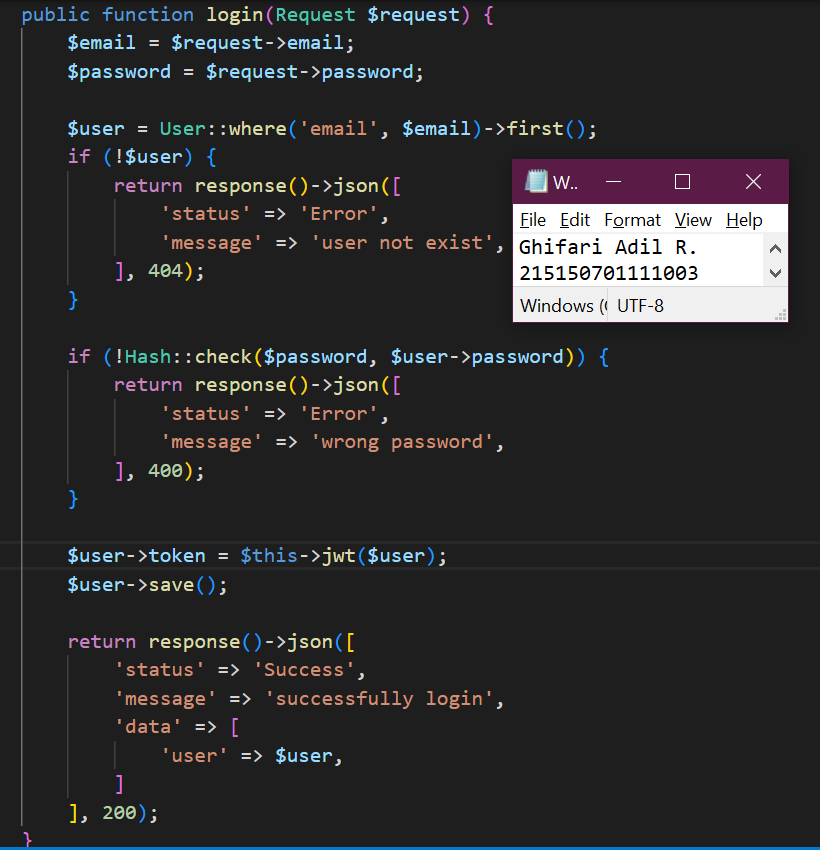 public function login(Request $request) {
    $email = $request->email;
    $password = $request->password;

    $user = User::where('email', $email)->first();
    if (!$user) {
        return response()->json([
            'status' => 'Error',
            'message' => 'user not exist',
        ], 404);
    }

    if (!Hash::check($password, $user->password)) {
        return response()->json([
            'status' => 'Error',
            'message' => 'wrong password',
        ], 400);
    }

    $user->token = $this->jwt($user);
    $user->save();

    return response()->json([
        'status' => 'Success',
        'message' => 'successfully login',
        'data' => [
            'user' => $user,
        ]
    ], 200);
}
W..
File Edit Format View Help
Ghifari Adil R.
215150701111003
Windows ( UTF-8